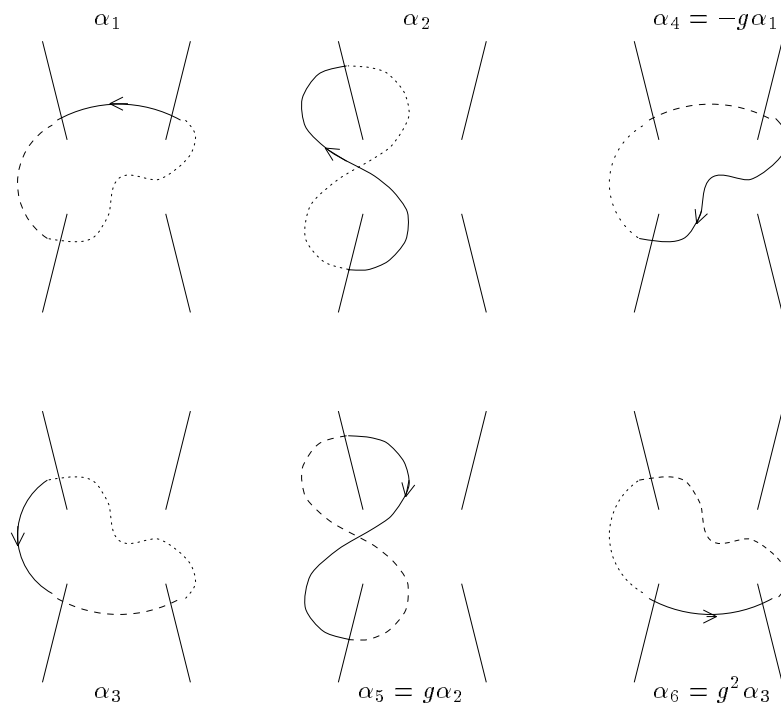 α₁ α₂ α₄ = −gα₁
α₃ α₅ = gα₂ α₆ = g²α₃